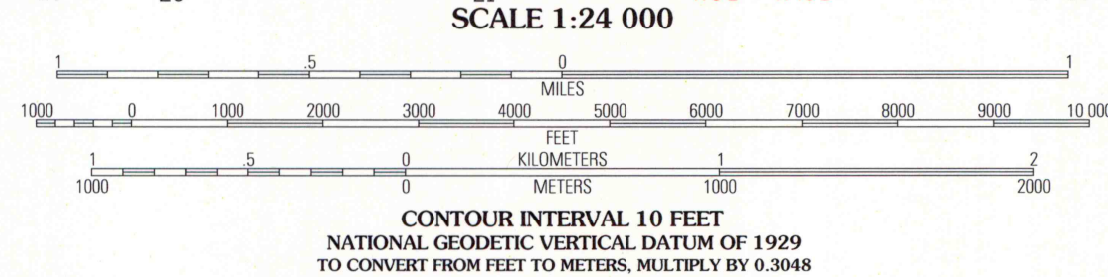 SCALE 1:24 000
1 .5 0 1
MILES
1000 0 1000 2000 3000 4000 5000 6000 7000 8000 9000 10 000
FEET
1 .5 0 KILOMETERS 1 2
1000 0 METERS 1000 2000
CONTOUR INTERVAL 10 FEET
NATIONAL GEODETIC VERTICAL DATUM OF 1929
TO CONVERT FROM FEET TO METERS, MULTIPLY BY 0.3048